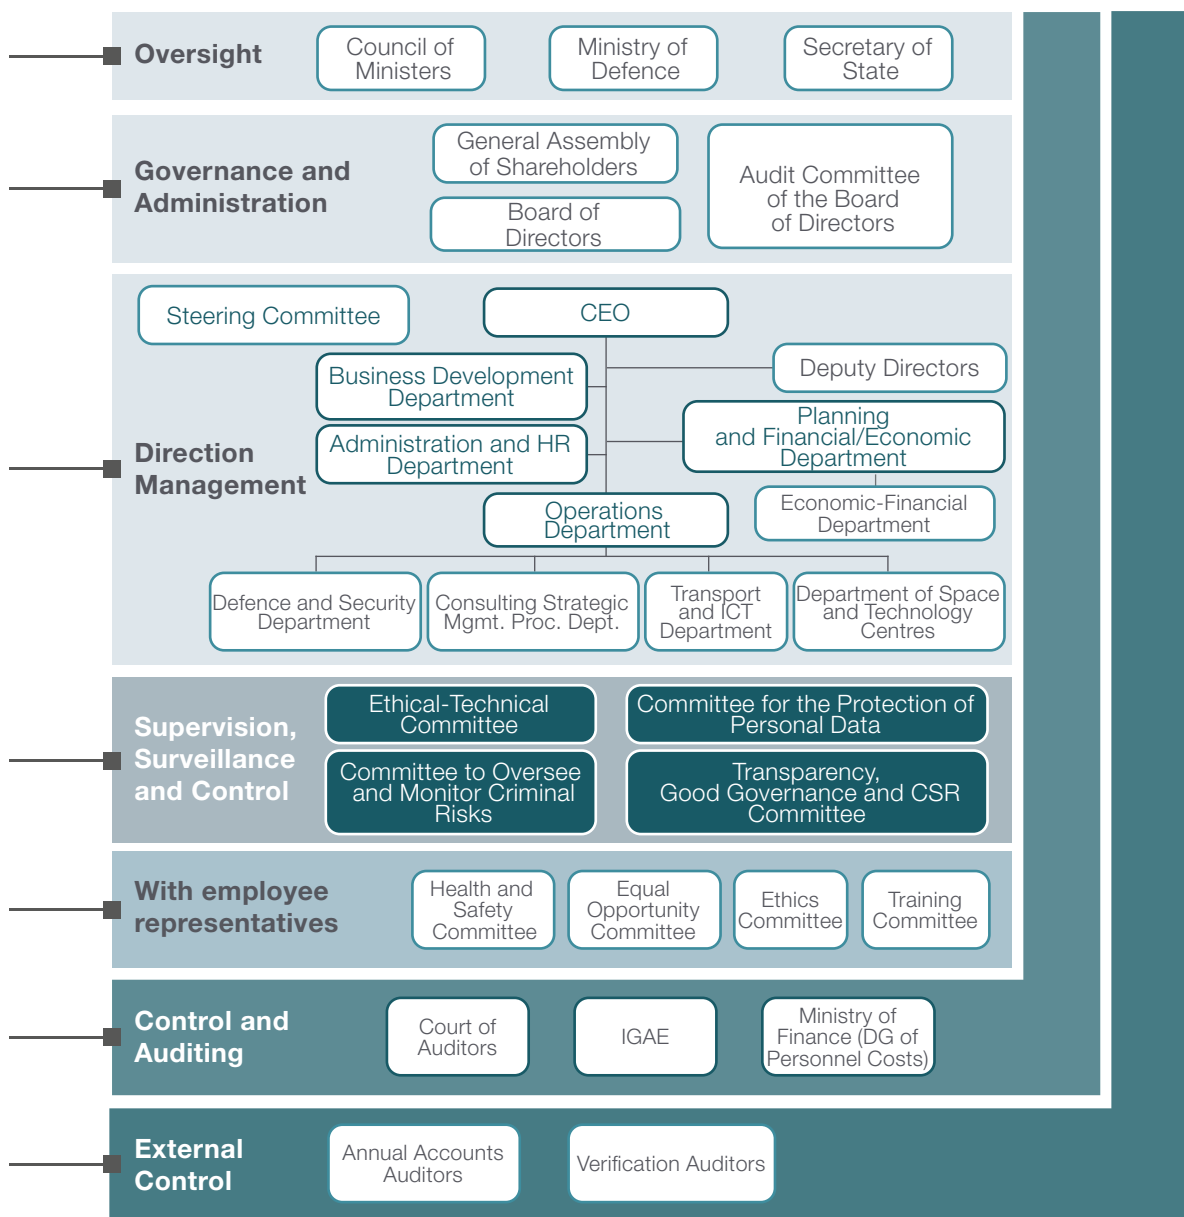 Oversight
Council of
Ministers
Ministry of
Defence
Secretary of
State
Governance and
Administration
General Assembly
of Shareholders
Board of
Directors
Audit Committee
of the Board
of Directors
Steering Committee
CEO
Business Development
Department
Deputy Directors
Direction
Management
Administration and HR
Department
Planning
and Financial/Economic
Department
Operations
Department
Economic-Financial
Department
Defence and Security
Department
Consulting Strategic
Mgmt. Proc. Dept.
Transport
and ICT
Department
Department of Space
and Technology
Centres
Supervision,
Surveillance
and Control
Ethical-Technical
Committee
Committee for the Protection of
Personal Data
Committee to Oversee
and Monitor Criminal
Risks
Transparency,
Good Governance and CSR
Committee
With employee
representatives
Health and
Safety
Committee
Equal
Opportunity
Committee
Ethics
Committee
Training
Committee
Control and
Auditing
Court of
Auditors
IGAE
Ministry of
Finance (DG of
Personnel Costs)
External
Control
Annual Accounts
Auditors
Verification Auditors